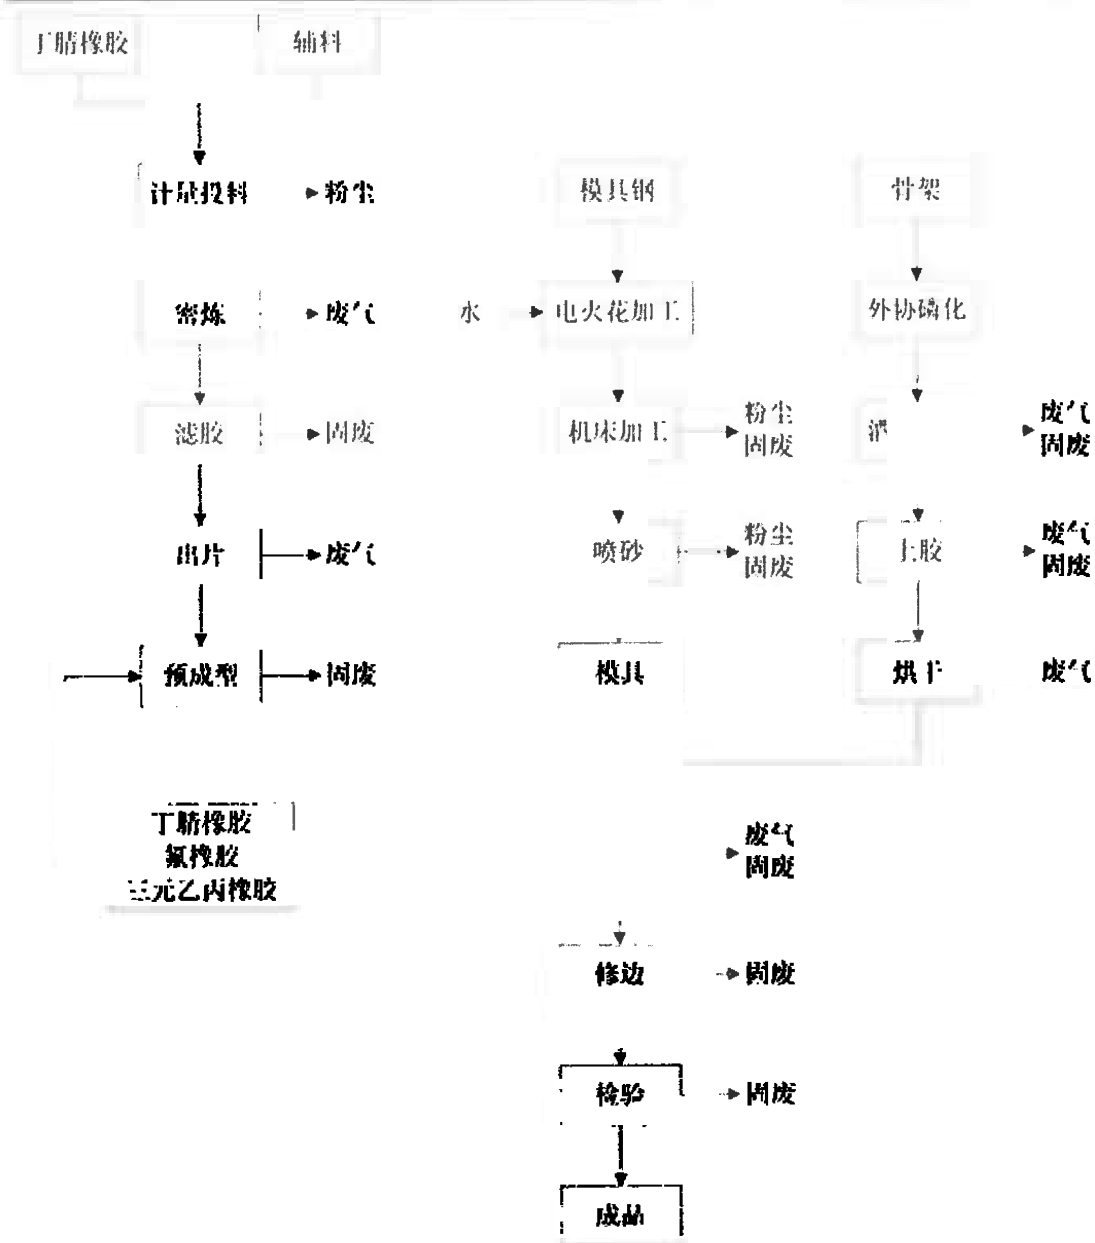 丁腈橡胶
辅料
计量投料
粉尘
模具钢
骨架
密炼
废气
水
电火花加工
外协磷化
滤胶
固废
机床加工
粉尘
固废
酒
废气
固废
出片
废气
喷砂
粉尘
固废
上胶
废气
固废
预成型
固废
模具
烘干
废气
丁腈橡胶
氟橡胶
三元乙丙橡胶
废气
固废
修边
固废
检验
固废
成品